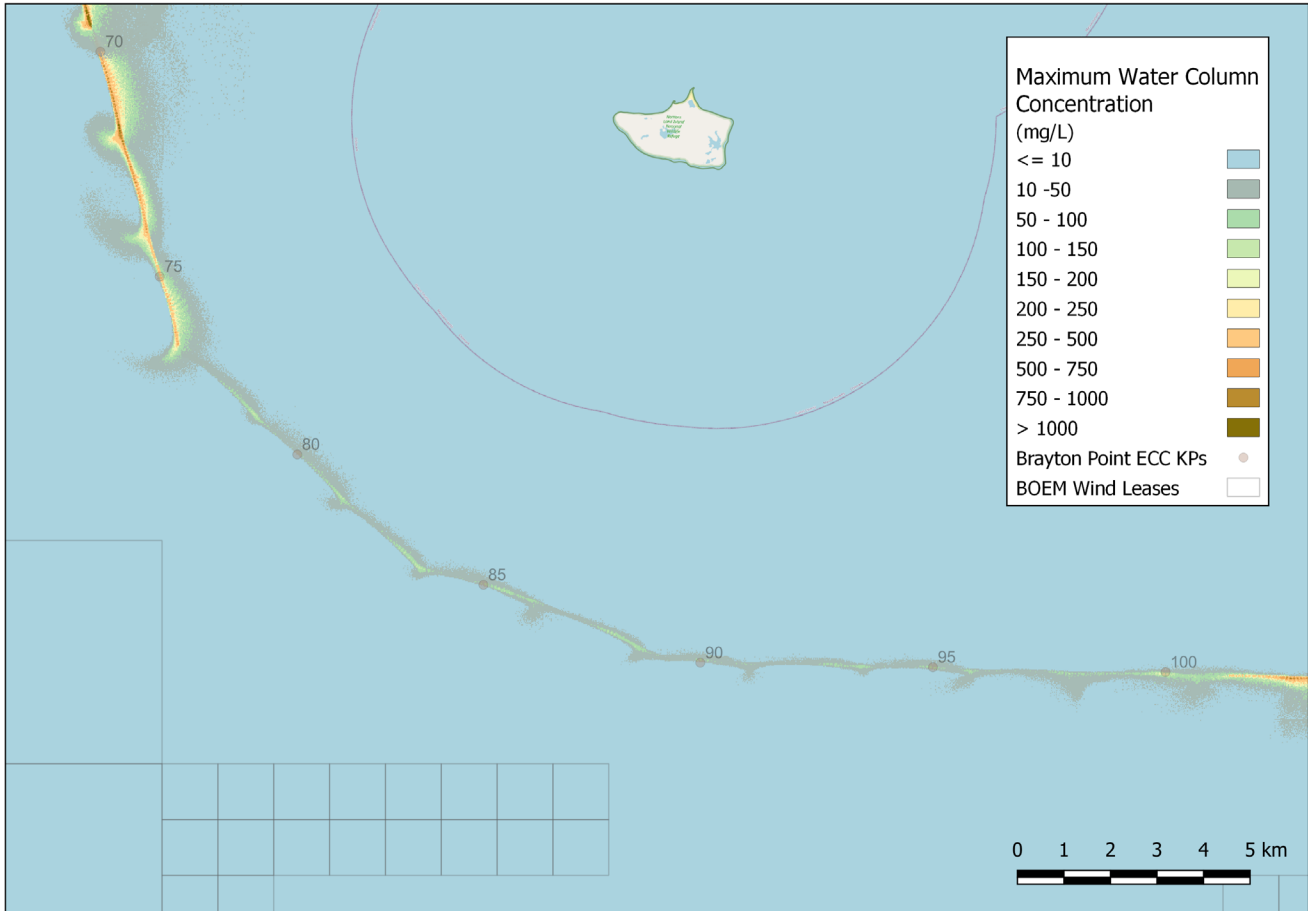 70
Maximum Water Column
Concentration
(mg/L)
<= 10
10 -50
50 - 100
100 - 150
150 - 200
200 - 250
250 - 500
500 - 750
750 - 1000
> 1000
Brayton Point ECC KPs
BOEM Wind Leases
75
80
85
90
95
100
0 1 2 3 4 5 km